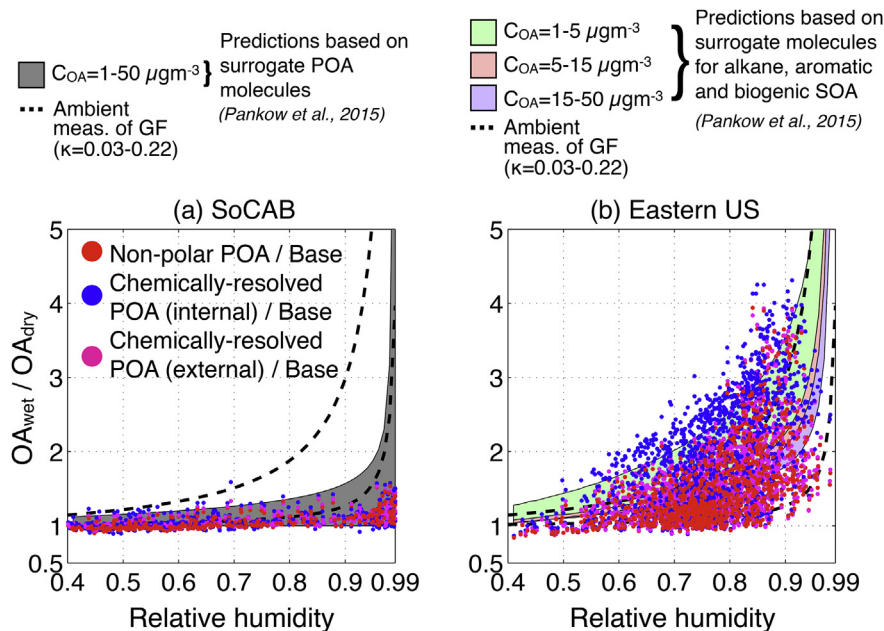 C_OA=1-50 μgm⁻³ }
Predictions based on
surrogate POA
molecules
(Pankow et al., 2015)
Ambient
meas. of GF
(κ=0.03-0.22)
C_OA=1-5 μgm⁻³
C_OA=5-15 μgm⁻³
C_OA=15-50 μgm⁻³
}
Predictions based on
surrogate molecules
for alkane, aromatic
and biogenic SOA
(Pankow et al., 2015)
Ambient
meas. of GF
(κ=0.03-0.22)
(a) SoCAB
Non-polar POA / Base
Chemically-resolved
POA (internal) / Base
Chemically-resolved
POA (external) / Base
OA_wet / OA_dry
5
4
3
2
1
0.5
0.4 0.5 0.6 0.7 0.8 0.9 0.99
Relative humidity
(b) Eastern US
5
4
3
2
1
0.5
0.4 0.5 0.6 0.7 0.8 0.9 0.99
Relative humidity